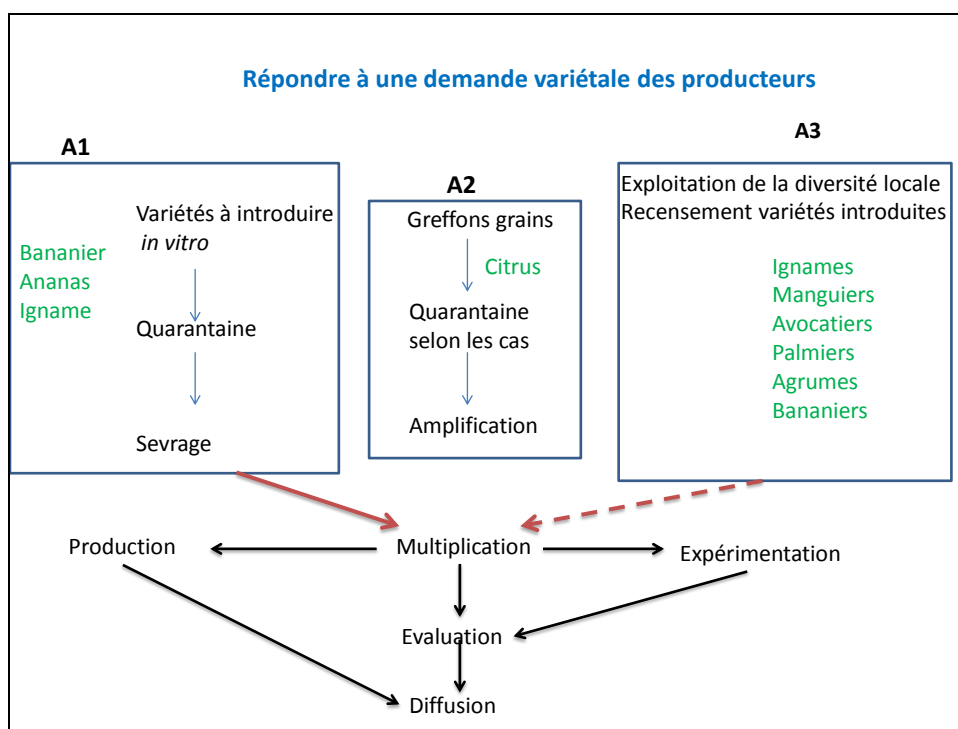 Répondre à une demande variétale des producteurs
A1
Variétés à introduire
in vitro
Bananier
Ananas
Igname
Quarantaine
Sevrage
A2
Greffons grains
Citrus
Quarantaine
selon les cas
Amplification
A3
Exploitation de la diversité locale
Recensement variétés introduites
Ignames
Manguiers
Avocatiers
Palmiers
Agrumes
Bananiers
Production
Multiplication
Expérimentation
Evaluation
Diffusion